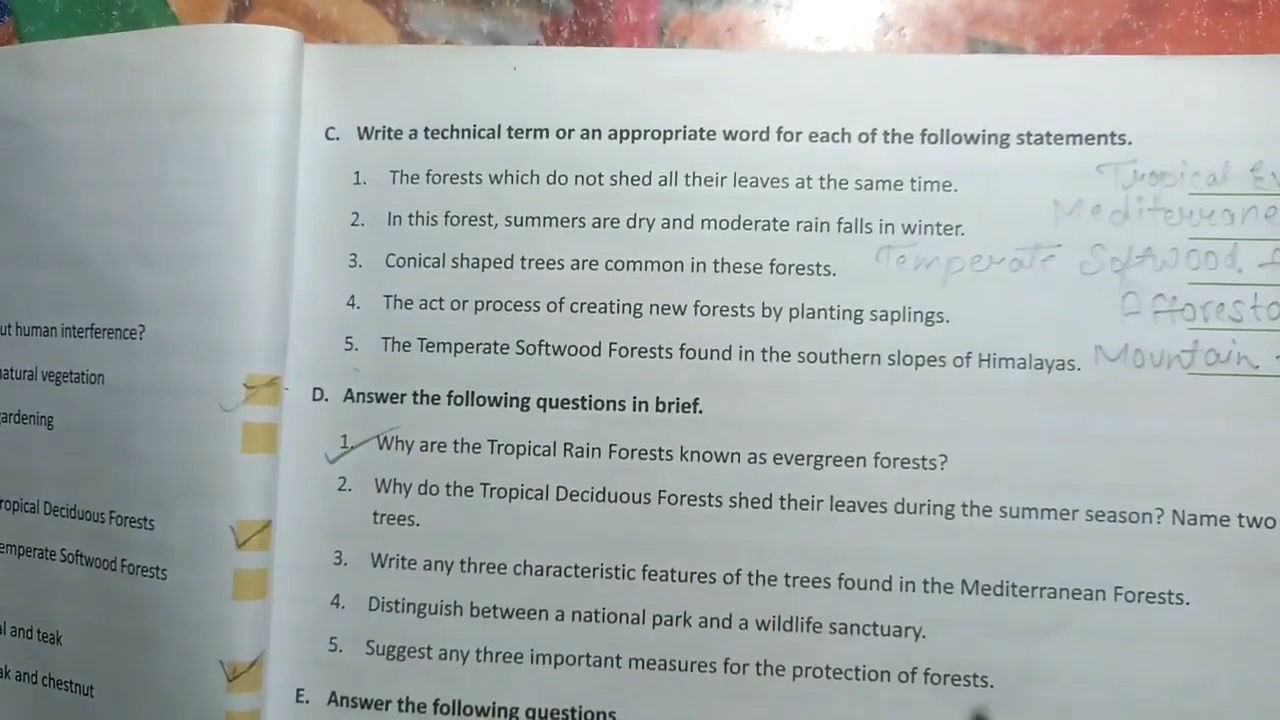 C. Write a technical term or an appropriate word for each of the following statements.
1. The forests which do not shed all their leaves at the same time. Tropical
2. In this forest, summers are dry and moderate rain falls in winter.
3. Conical shaped trees are common in these forests. Temperate Softwood
4. The act or process of creating new forests by planting saplings.
5. The Temperate Softwood Forests found in the southern slopes of Himalayas. Mountain
ut human interference?
atural vegetation
ardening
ropical Deciduous Forests
emperate Softwood Forests
l and teak
ak and chestnut
D. Answer the following questions in brief.
1. Why are the Tropical Rain Forests known as evergreen forests?
2. Why do the Tropical Deciduous Forests shed their leaves during the summer season? Name two
trees.
3. Write any three characteristic features of the trees found in the Mediterranean Forests.
4. Distinguish between a national park and a wildlife sanctuary.
5. Suggest any three important measures for the protection of forests.
E. Answer the following questions